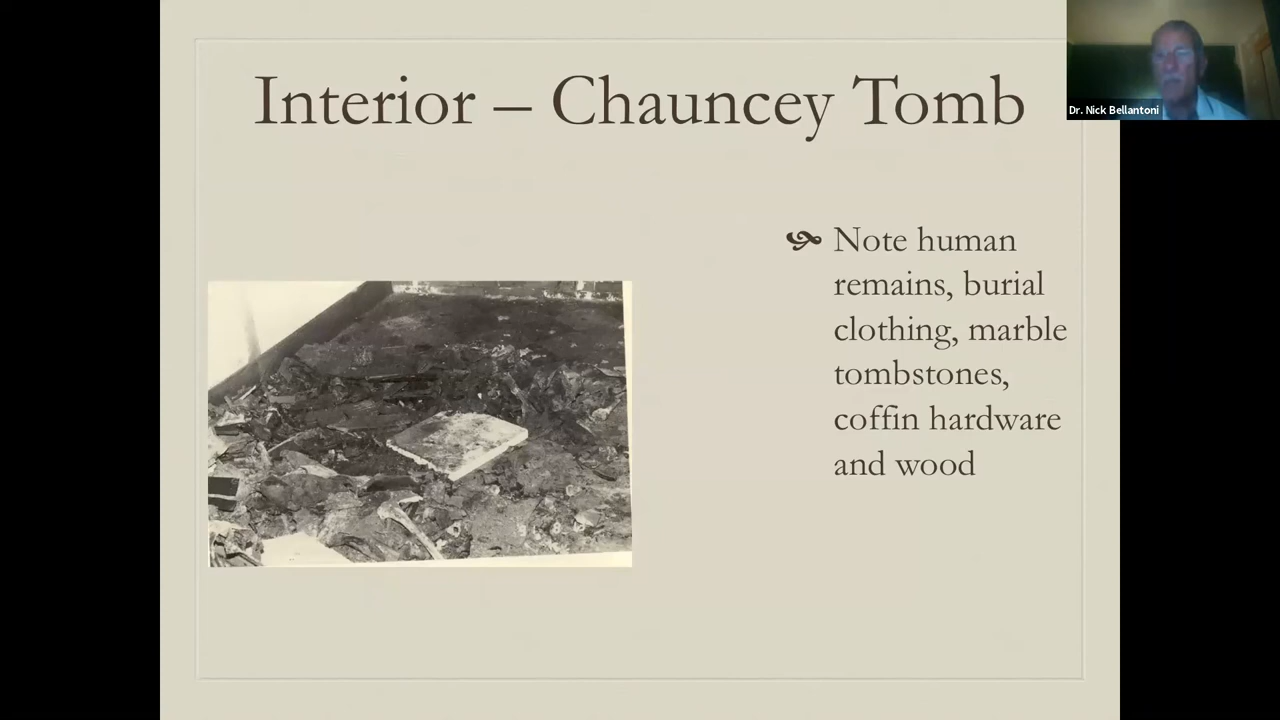 Interior – Chauncey Tomb
Dr. Nick Bellantoni
Note human
remains, burial
clothing, marble
tombstones,
coffin hardware
and wood